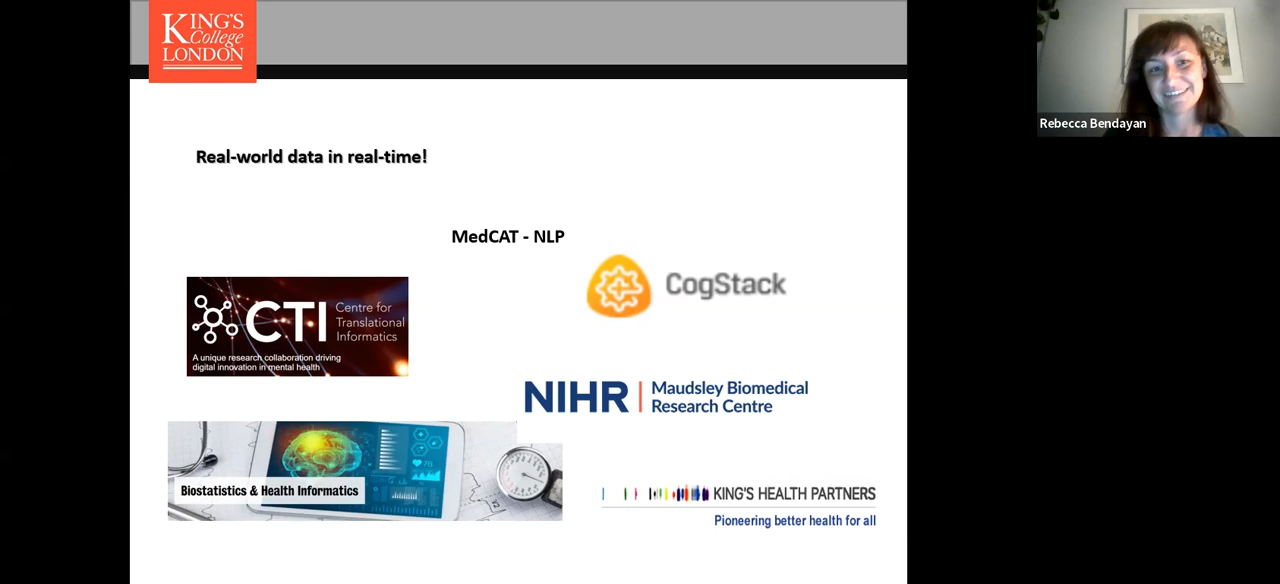 KING'S
College
LONDON
Rebecca Bendayan
Real-world data in real-time!
MedCAT - NLP
CogStack
CTI
Centre for
Translational
Informatics
A unique research collaboration driving
digital innovation in mental health
NIHR | Maudsley Biomedical
Research Centre
78
Biostatistics & Health Informatics
KING'S HEALTH PARTNERS
Pioneering better health for all